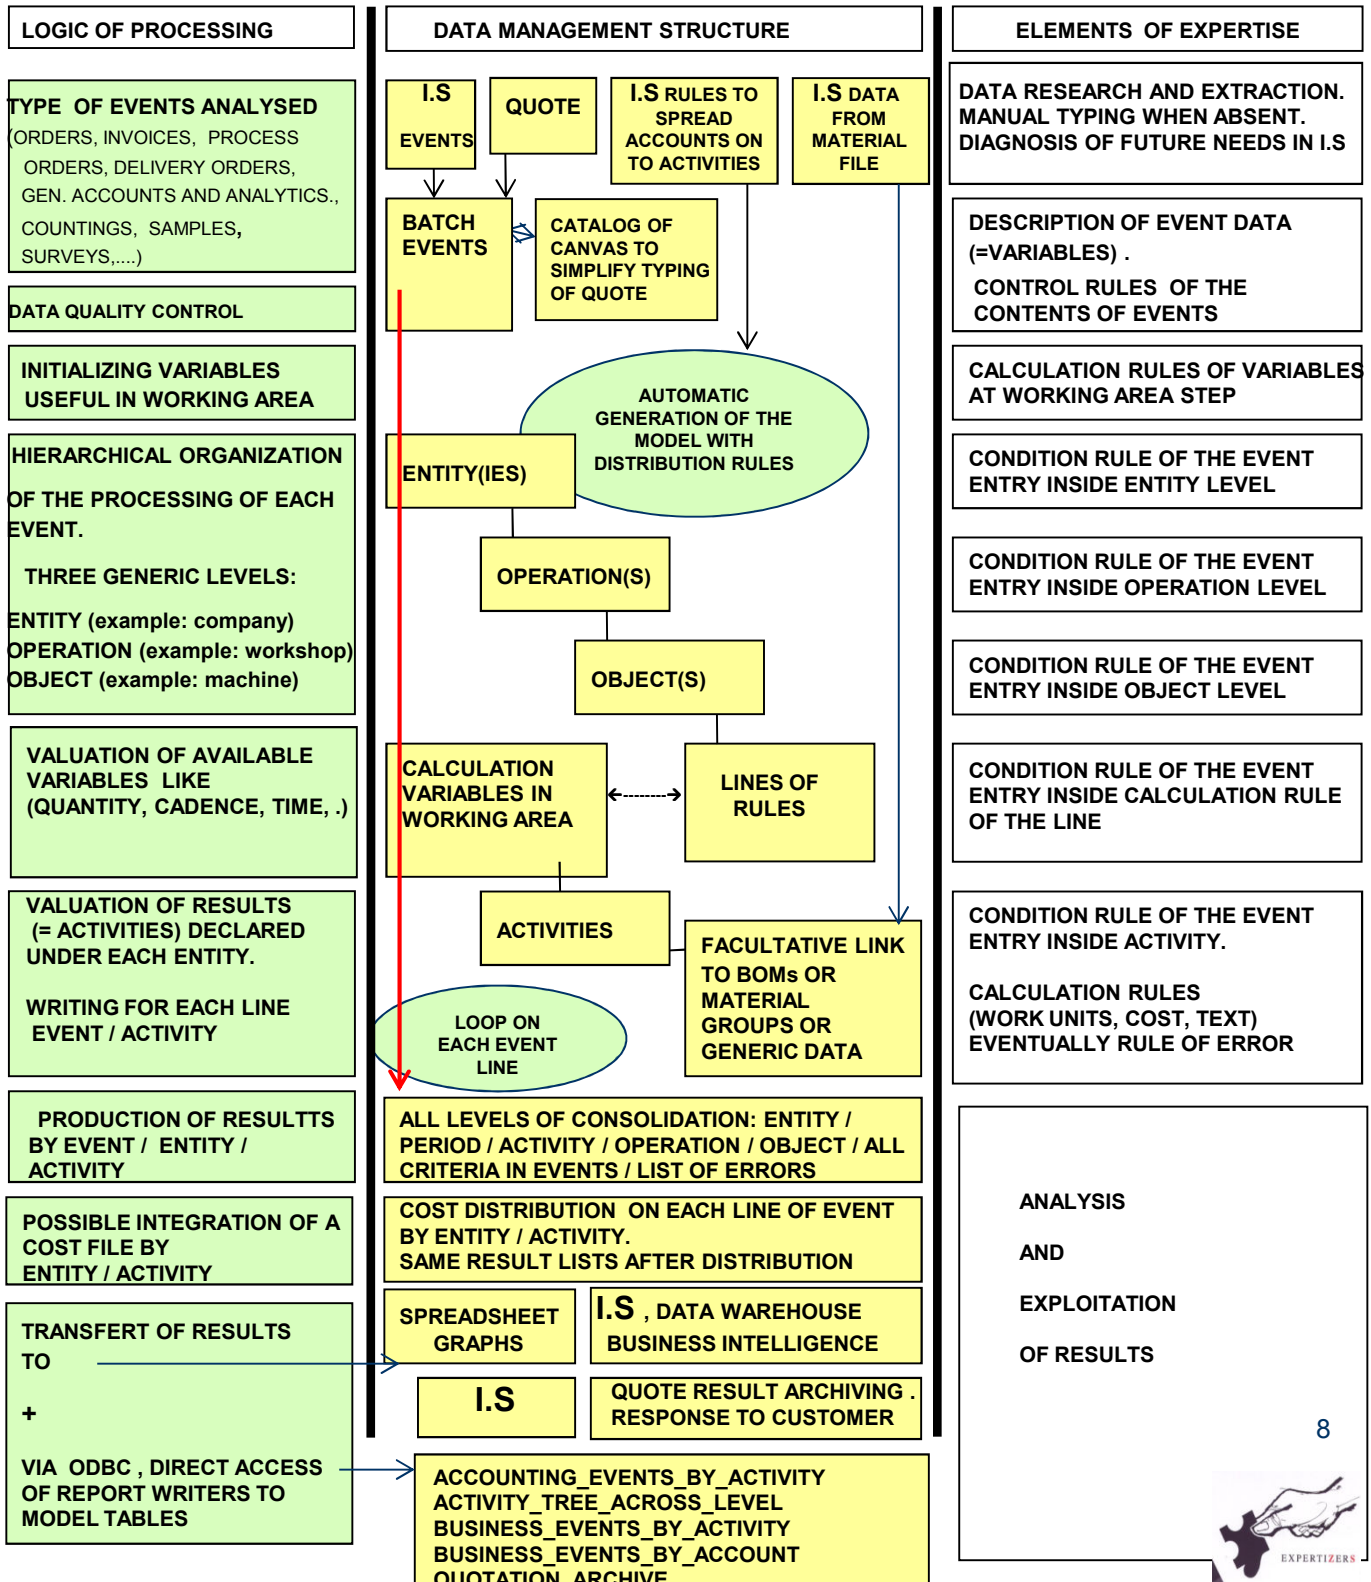 LOGIC OF PROCESSING
DATA MANAGEMENT STRUCTURE
ELEMENTS OF EXPERTISE
TYPE OF EVENTS ANALYSED
(ORDERS, INVOICES, PROCESS
ORDERS, DELIVERY ORDERS,
GEN. ACCOUNTS AND ANALYTICS.,
COUNTINGS, SAMPLES,
SURVEYS,....)
I.S
EVENTS
QUOTE
I.S RULES TO
SPREAD
ACCOUNTS ON
TO ACTIVITIES
I.S DATA
FROM
MATERIAL
FILE
DATA RESEARCH AND EXTRACTION.
MANUAL TYPING WHEN ABSENT.
DIAGNOSIS OF FUTURE NEEDS IN I.S
BATCH
EVENTS
CATALOG OF
CANVAS TO
SIMPLIFY TYPING
OF QUOTE
DESCRIPTION OF EVENT DATA
(=VARIABLES) .
CONTROL RULES OF THE
CONTENTS OF EVENTS
DATA QUALITY CONTROL
INITIALIZING VARIABLES
USEFUL IN WORKING AREA
AUTOMATIC
GENERATION OF THE
MODEL WITH
DISTRIBUTION RULES
CALCULATION RULES OF VARIABLES
AT WORKING AREA STEP
HIERARCHICAL ORGANIZATION
OF THE PROCESSING OF EACH
EVENT.
THREE GENERIC LEVELS:
ENTITY (example: company)
OPERATION (example: workshop)
OBJECT (example: machine)
ENTITY(IES)
CONDITION RULE OF THE EVENT
ENTRY INSIDE ENTITY LEVEL
OPERATION(S)
CONDITION RULE OF THE EVENT
ENTRY INSIDE OPERATION LEVEL
OBJECT(S)
CONDITION RULE OF THE EVENT
ENTRY INSIDE OBJECT LEVEL
VALUATION OF AVAILABLE
VARIABLES LIKE
(QUANTITY, CADENCE, TIME, .)
CALCULATION
VARIABLES IN
WORKING AREA
LINES OF
RULES
CONDITION RULE OF THE EVENT
ENTRY INSIDE CALCULATION RULE
OF THE LINE
VALUATION OF RESULTS
(= ACTIVITIES) DECLARED
UNDER EACH ENTITY.
WRITING FOR EACH LINE
EVENT / ACTIVITY
ACTIVITIES
FACULTATIVE LINK
TO BOMs OR
MATERIAL
GROUPS OR
GENERIC DATA
LOOP ON
EACH EVENT
LINE
CONDITION RULE OF THE EVENT
ENTRY INSIDE ACTIVITY.
CALCULATION RULES
(WORK UNITS, COST, TEXT)
EVENTUALLY RULE OF ERROR
PRODUCTION OF RESULTTS
BY EVENT / ENTITY /
ACTIVITY
ALL LEVELS OF CONSOLIDATION: ENTITY /
PERIOD / ACTIVITY / OPERATION / OBJECT / ALL
CRITERIA IN EVENTS / LIST OF ERRORS
POSSIBLE INTEGRATION OF A
COST FILE BY
ENTITY / ACTIVITY
COST DISTRIBUTION ON EACH LINE OF EVENT
BY ENTITY / ACTIVITY.
SAME RESULT LISTS AFTER DISTRIBUTION
ANALYSIS
AND
EXPLOITATION
OF RESULTS
TRANSFERT OF RESULTS
TO
+
VIA ODBC , DIRECT ACCESS
OF REPORT WRITERS TO
MODEL TABLES
SPREADSHEET
GRAPHS
I.S , DATA WAREHOUSE
BUSINESS INTELLIGENCE
I.S
QUOTE RESULT ARCHIVING .
RESPONSE TO CUSTOMER
ACCOUNTING_EVENTS_BY_ACTIVITY
ACTIVITY_TREE_ACROSS_LEVEL
BUSINESS_EVENTS_BY_ACTIVITY
BUSINESS_EVENTS_BY_ACCOUNT
QUOTATION_ARCHIVE
8
EXPERTIZERS